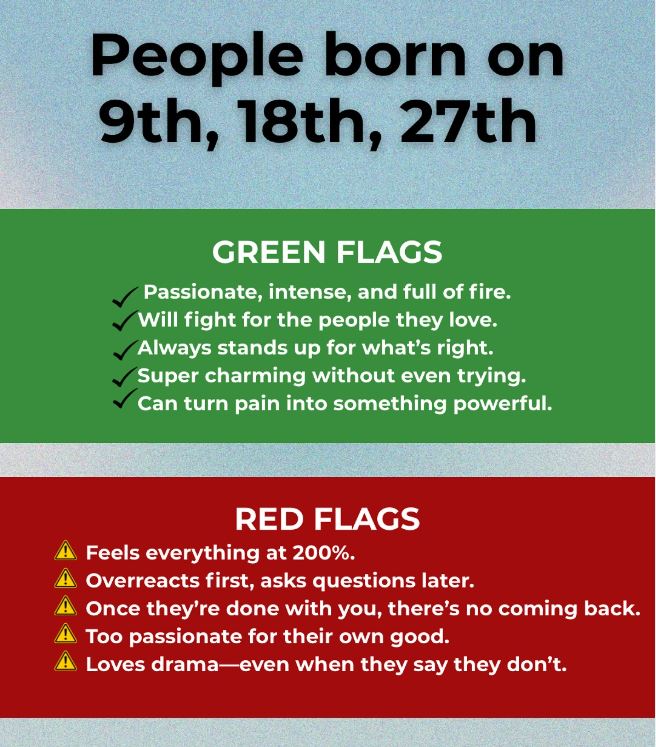 People born on
9th, 18th, 27th
GREEN FLAGS
Passionate, intense, and full of fire.
Will fight for the people they love.
Always stands up for what’s right.
Super charming without even trying.
Can turn pain into something powerful.
RED FLAGS
Feels everything at 200%.
Overreacts first, asks questions later.
Once they’re done with you, there’s no coming back.
Too passionate for their own good.
Loves drama—even when they say they don’t.